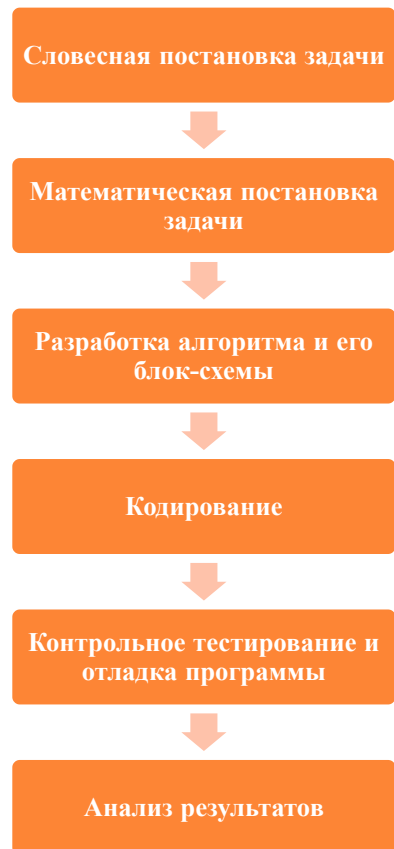 Словесная постановка задачи
Математическая постановка
задачи
Разработка алгоритма и его
блок-схемы
Кодирование
Контрольное тестирование и
отладка программы
Анализ результатов